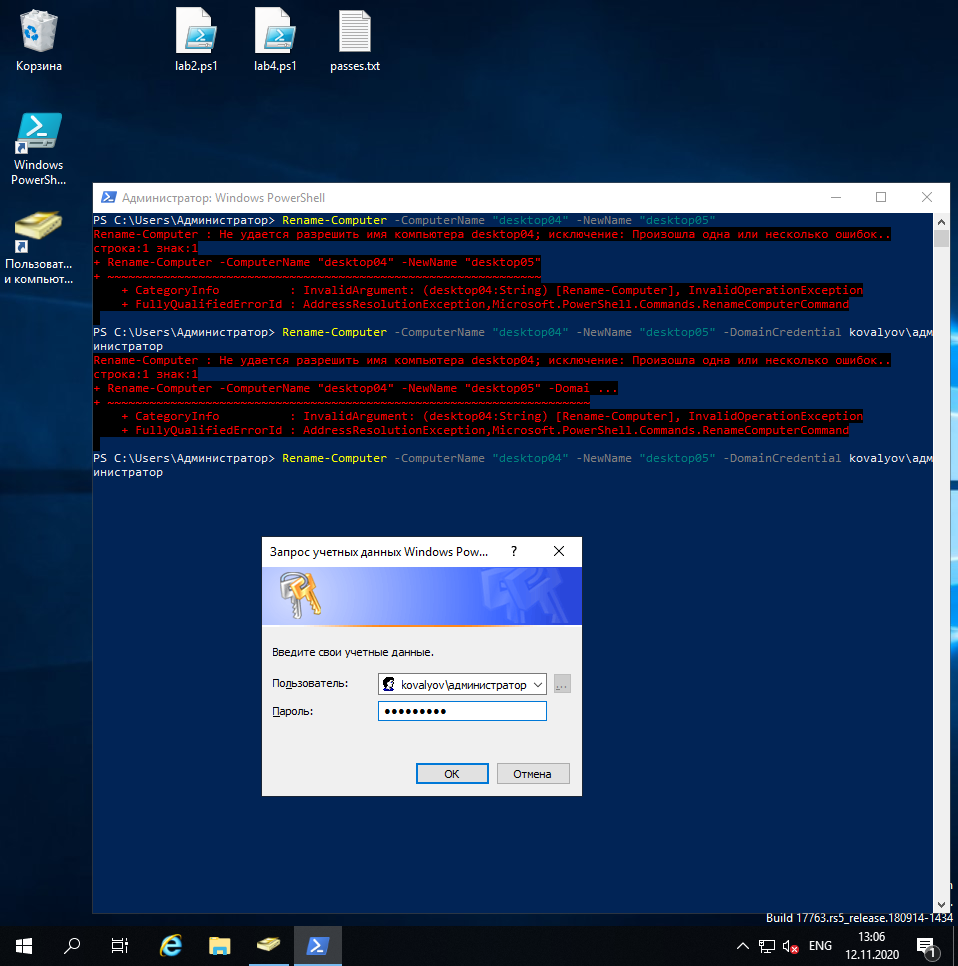 Корзина
lab2.ps1
lab4.ps1
passes.txt
Windows
PowerSh...
Пользоват...
и компьют...
Администратор: Windows PowerShell
PS C:\Users\Администратор> Rename-Computer -ComputerName "desktop04" -NewName "desktop05"
Rename-Computer : Не удается разрешить имя компьютера desktop04; исключение: Произошла одна или несколько ошибок..
строка:1 знак:1
+ Rename-Computer -ComputerName "desktop04" -NewName "desktop05"
+ ~~~~~~~~~~~~~~~~~~~~~~~~~~~~~~~~~~~~~~~~~~~~~~~~~~~~~~~~~~~~~~
+ CategoryInfo : InvalidArgument: (desktop04:String) [Rename-Computer], InvalidOperationException
+ FullyQualifiedErrorId : AddressResolutionException,Microsoft.PowerShell.Commands.RenameComputerCommand
PS C:\Users\Администратор> Rename-Computer -ComputerName "desktop04" -NewName "desktop05" -DomainCredential kovalyov\адм
инистратор
Rename-Computer : Не удается разрешить имя компьютера desktop04; исключение: Произошла одна или несколько ошибок..
строка:1 знак:1
+ Rename-Computer -ComputerName "desktop04" -NewName "desktop05" -Domai ...
+ ~~~~~~~~~~~~~~~~~~~~~~~~~~~~~~~~~~~~~~~~~~~~~~~~~~~~~~~~~~~~~~~~~~~~~
+ CategoryInfo : InvalidArgument: (desktop04:String) [Rename-Computer], InvalidOperationException
+ FullyQualifiedErrorId : AddressResolutionException,Microsoft.PowerShell.Commands.RenameComputerCommand
PS C:\Users\Администратор> Rename-Computer -ComputerName "desktop04" -NewName "desktop05" -DomainCredential kovalyov\адм
инистратор
Запрос учетных данных Windows Pow... ?
Введите свои учетные данные.
Пользователь: kovalyov\администратор ...
Пароль: ●●●●●●●●●
OK Отмена
Build 17763.rs5_release.180914-1434
ENG
13:06
12.11.2020
1